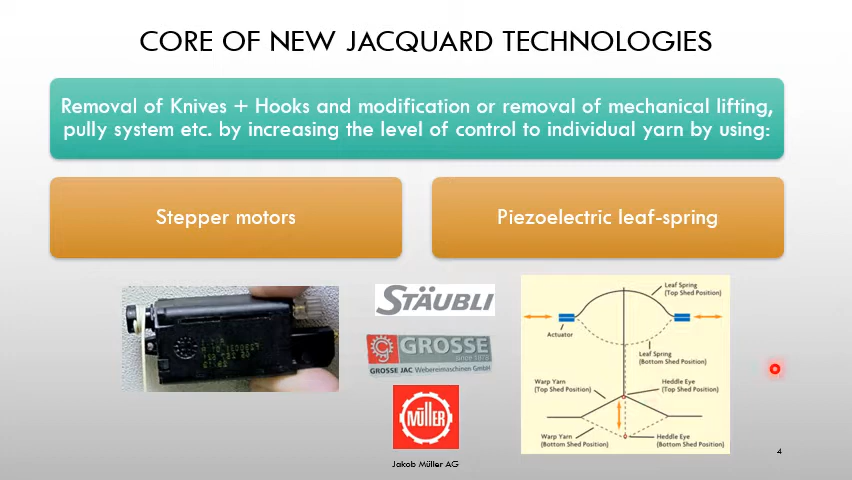 CORE OF NEW JACQUARD TECHNOLOGIES
Removal of Knives + Hooks and modification or removal of mechanical lifting,
pully system etc. by increasing the level of control to individual yarn by using:
Stepper motors
Piezoelectric leaf-spring
STÄUBLI
GROSSE
since 1872
GROSSE JAC Webereimaschinen GmbH
MÜLLER
Jakob Müller AG
Leaf Spring
(Top Shed Position)
Actuator
Leaf Spring
(Bottom Shed Position)
Warp Yarn
(Top Shed Position)
Heddle Eye
(Top Shed Position)
Warp Yarn
(Bottom Shed Position)
Heddle Eye
(Bottom Shed Position)
4